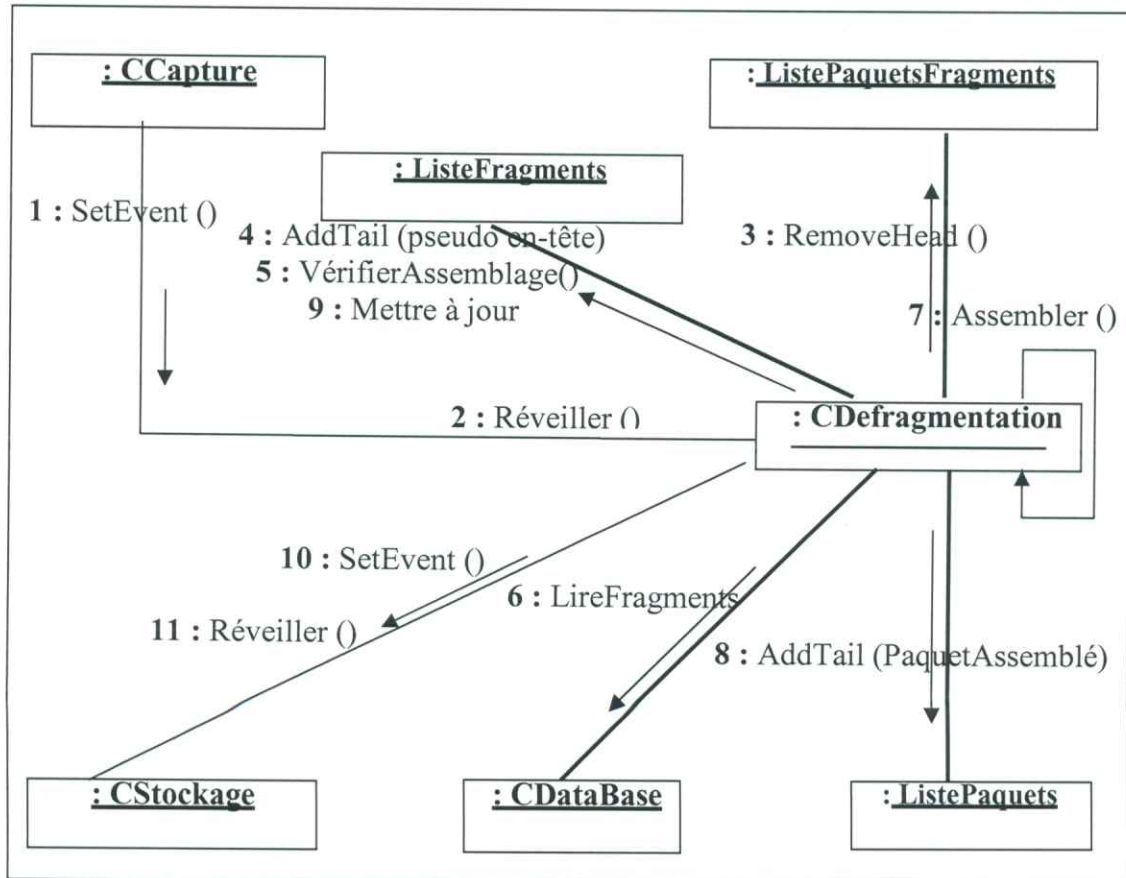 : CCapture
: ListePaquetsFragments
: ListeFragments
1 : SetEvent ()
4 : AddTail (pseudo en-tête)
3 : RemoveHead ()
5 : VérifierAssemblage()
9 : Mettre à jour
7 : Assembler ()
2 : Réveiller ()
: CDefragmentation
10 : SetEvent ()
6 : LireFragments
11 : Réveiller ()
8 : AddTail (PaquetAssemblé)
: CStockage
: CDataBase
: ListePaquets